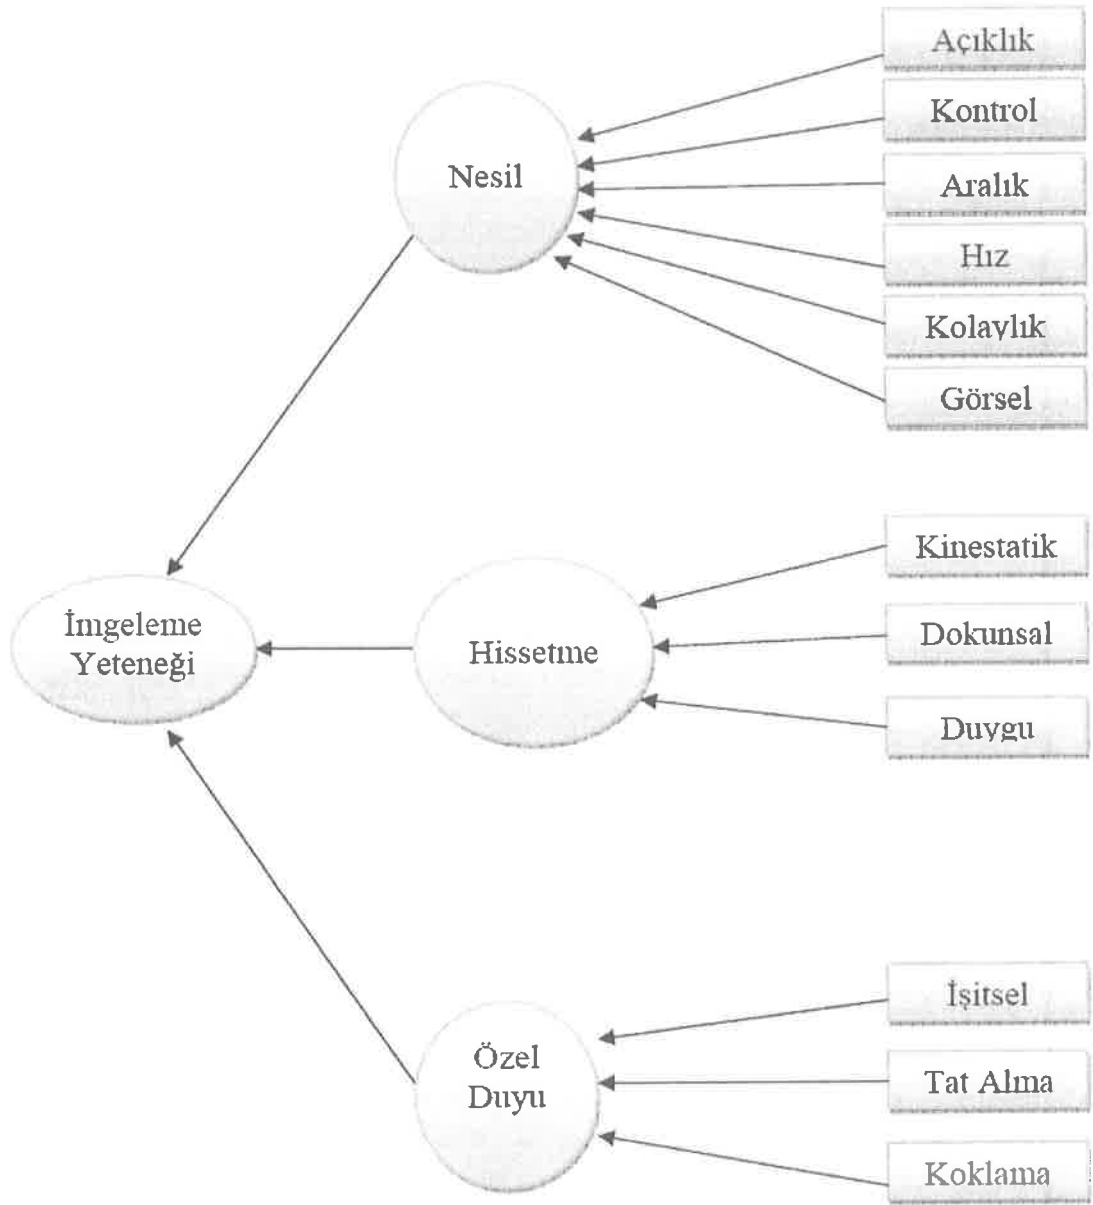 Açıklık
Kontrol
Nesil
Aralık
Hız
Kolaylık
Görsel
Kinestatik
İmgeleme
Yeteneği
Hissetme
Dokunsal
Duygu
İşitsel
Özel
Duyu
Tat Alma
Koklama